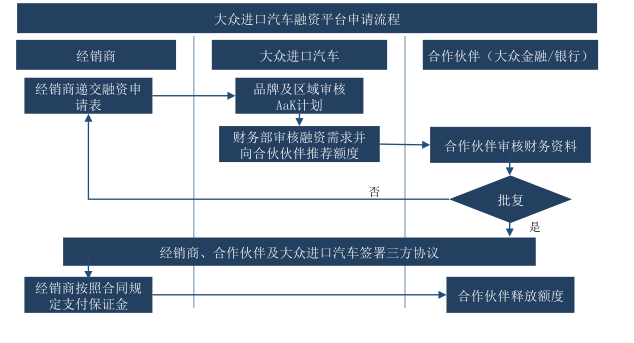 大众进口汽车融资平台申请流程
经销商
大众进口汽车
合作伙伴（大众金融/银行）
经销商递交融资申
请表
品牌及区域审核
AaK计划
财务部审核融资需求并
向合伙伙伴推荐额度
合作伙伴审核财务资料
否
批复
是
经销商、合作伙伴及大众进口汽车签署三方协议
经销商按照合同规
定支付保证金
合作伙伴释放额度